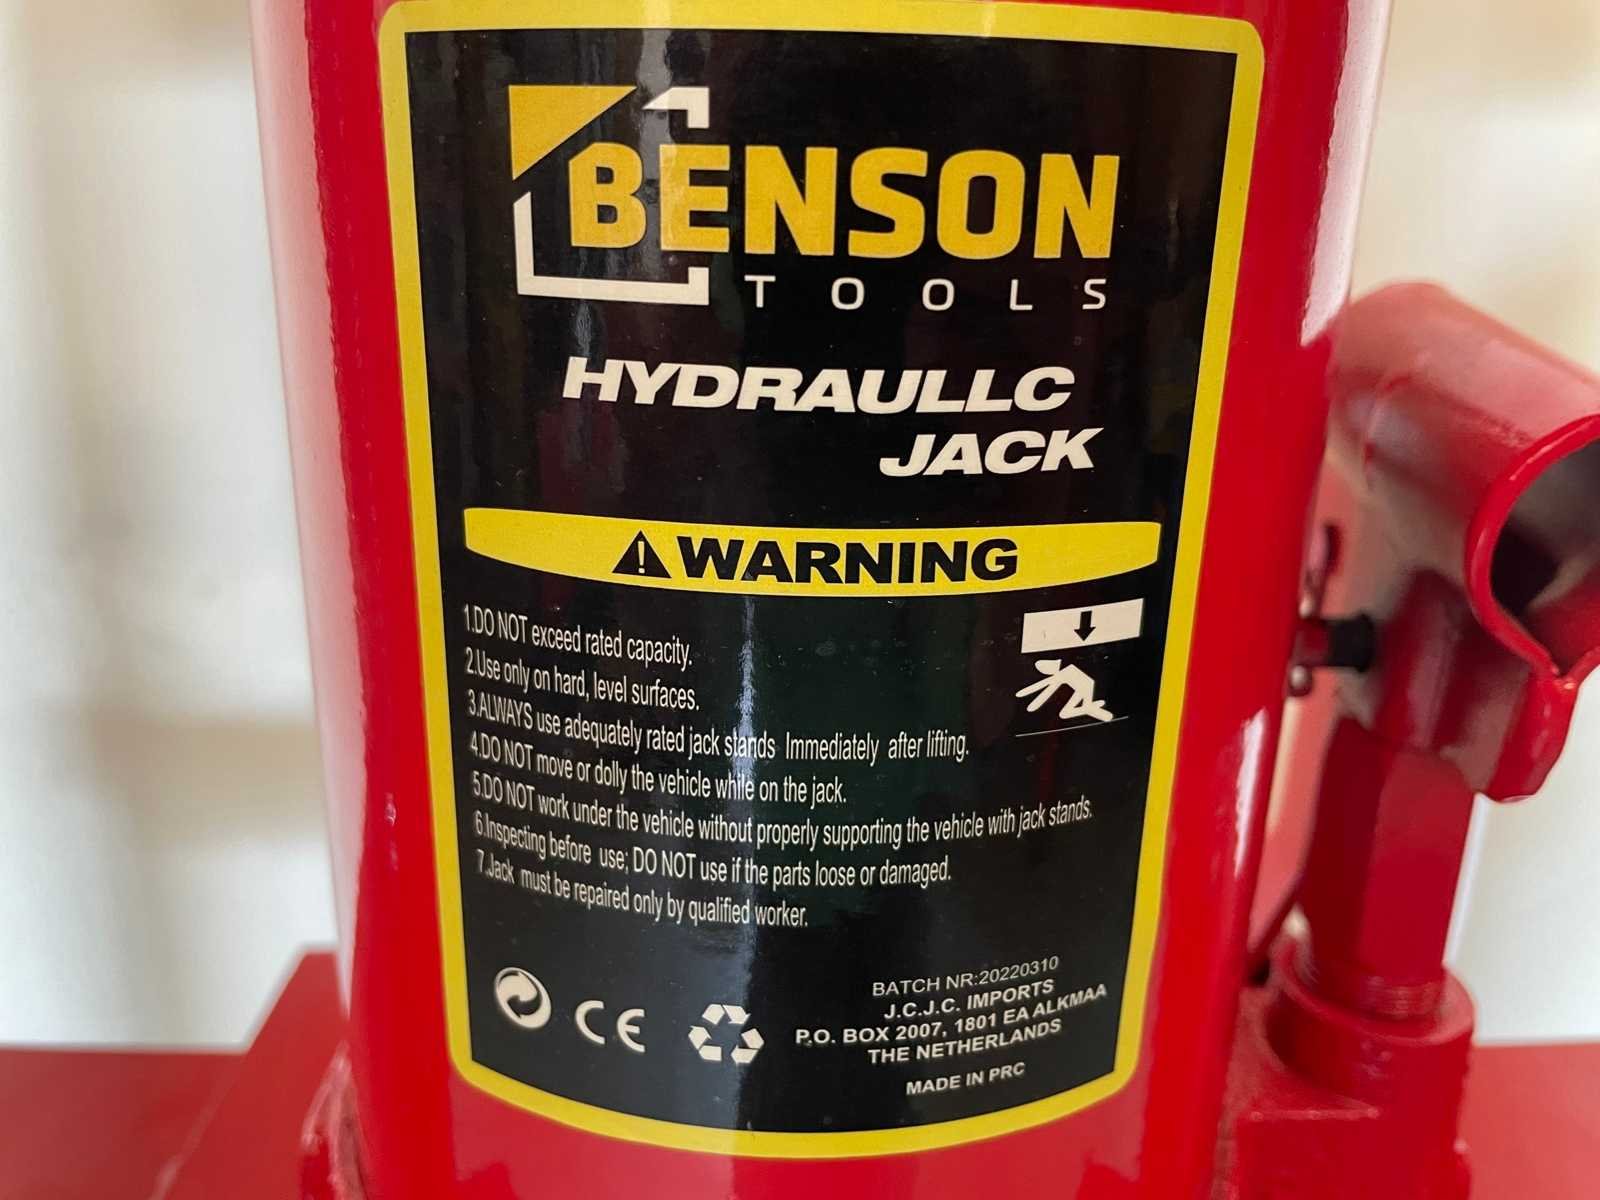 BENSON
TOOLS
HYDRAULLC
JACK
WARNING
1.DO NOT exceed rated capacity.
2.Use only on hard, level surfaces.
3.ALWAYS use adequately rated jack stands Immediately after lifting.
4.DO NOT move or dolly the vehicle while on the jack.
5.DO NOT work under the vehicle without properly supporting the vehicle with jack stands.
6.Inspecting before use; DO NOT use if the parts loose or damaged.
7.Jack must be repaired only by qualified worker.
CE
BATCH NR:20220310
J.C.J.C. IMPORTS
P.O. BOX 2007, 1801 EA ALKMAA
THE NETHERLANDS
MADE IN PRC